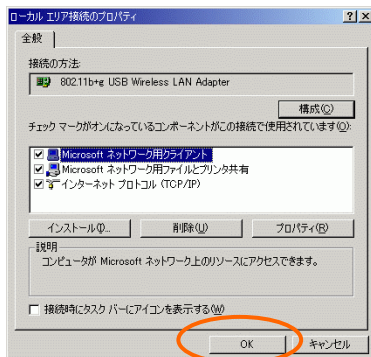 ローカル エリア接続のプロパティ
全般
接続の方法:
802.11b+g USB Wireless LAN Adapter
構成(C)
チェック マークがオンになっているコンポーネントがこの接続で使用されています(O):
Microsoft ネットワーク用クライアント
Microsoft ネットワーク用ファイルとプリンタ共有
インターネット プロトコル (TCP/IP)
インストール(I)... 削除(U) プロパティ(R)
説明
コンピュータが Microsoft ネットワーク上のリソースにアクセスできます。
接続時にタスク バーにアイコンを表示する(W)
OK キャンセル